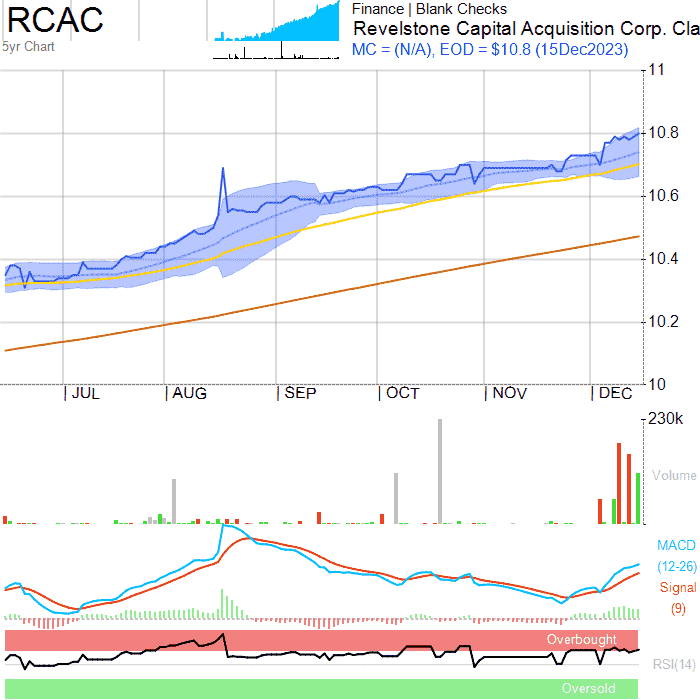 RCAC
5yr Chart
Finance | Blank Checks
Revelstone Capital Acquisition Corp. Cla
MC = (N/A), EOD = $10.8 (15Dec2023)
11
10.8
10.6
10.4
10.2
10
| JUL | AUG | SEP | OCT | NOV | DEC
230k
Volume
MACD
(12-26)
Signal
(9)
Overbought
RSI(14)
Oversold